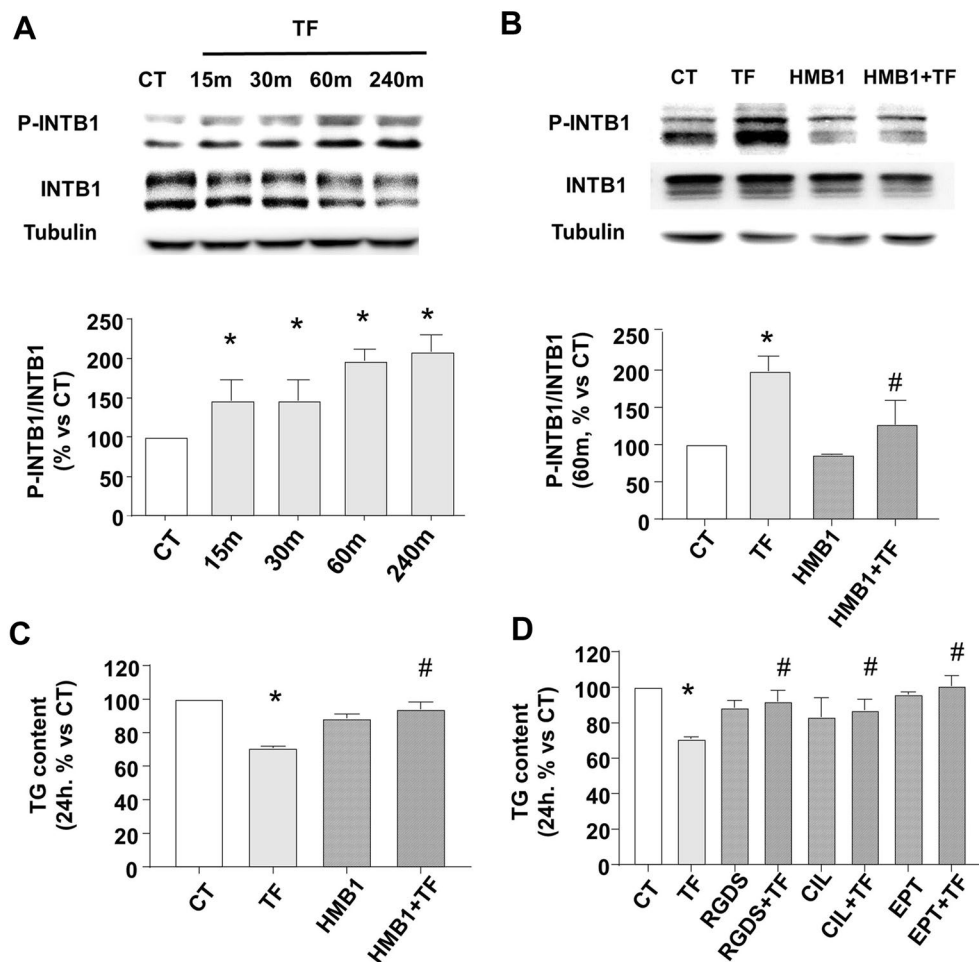 A
TF
CT 15m 30m 60m 240m
P-INTB1
INTB1
Tubulin
P-INTB1/INTB1
(% vs CT)
250
200
150
100
50
0
* * * *
CT 15m 30m 60m 240m
B
CT TF HMB1 HMB1+TF
P-INTB1
INTB1
Tubulin
P-INTB1/INTB1
(60m, % vs CT)
250
200
150
100
50
0
* #
CT TF HMB1 HMB1+TF
C
TG content
(24h. % vs CT)
120
100
80
60
40
20
0
* #
CT TF HMB1 HMB1+TF
D
TG content
(24h. % vs CT)
120
100
80
60
40
20
0
* # # #
CT TF RGDS RGDS+TF CIL CIL+TF EPT EPT+TF